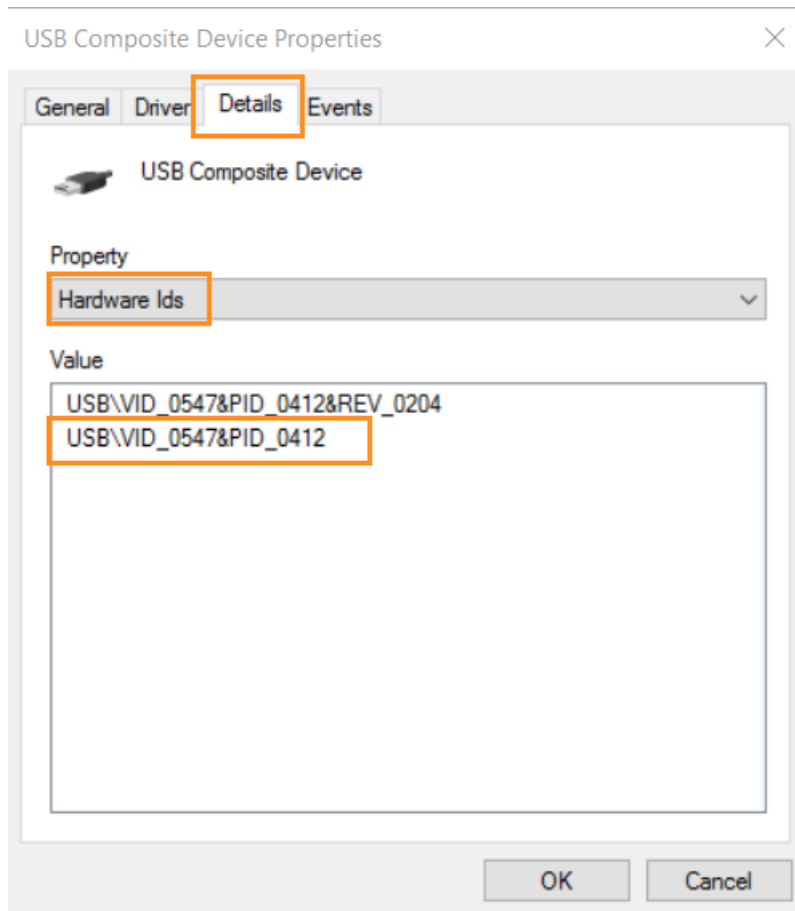 USB Composite Device Properties
General Driver Details Events
USB Composite Device
Property
Hardware Ids
Value
USB\VID_0547&PID_0412&REV_0204
USB\VID_0547&PID_0412
OK Cancel